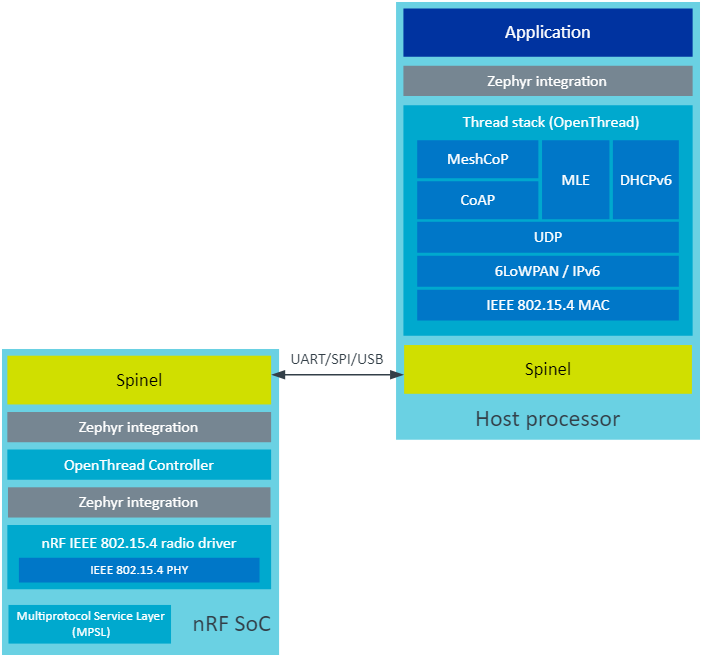 Application
Zephyr integration
Thread stack (OpenThread)
MeshCoP
CoAP
MLE
DHCPv6
UDP
6LoWPAN / IPv6
IEEE 802.15.4 MAC
Spinel
Host processor
UART/SPI/USB
Spinel
Zephyr integration
OpenThread Controller
Zephyr integration
nRF IEEE 802.15.4 radio driver
IEEE 802.15.4 PHY
Multiprotocol Service Layer
(MPSL)
nRF SoC